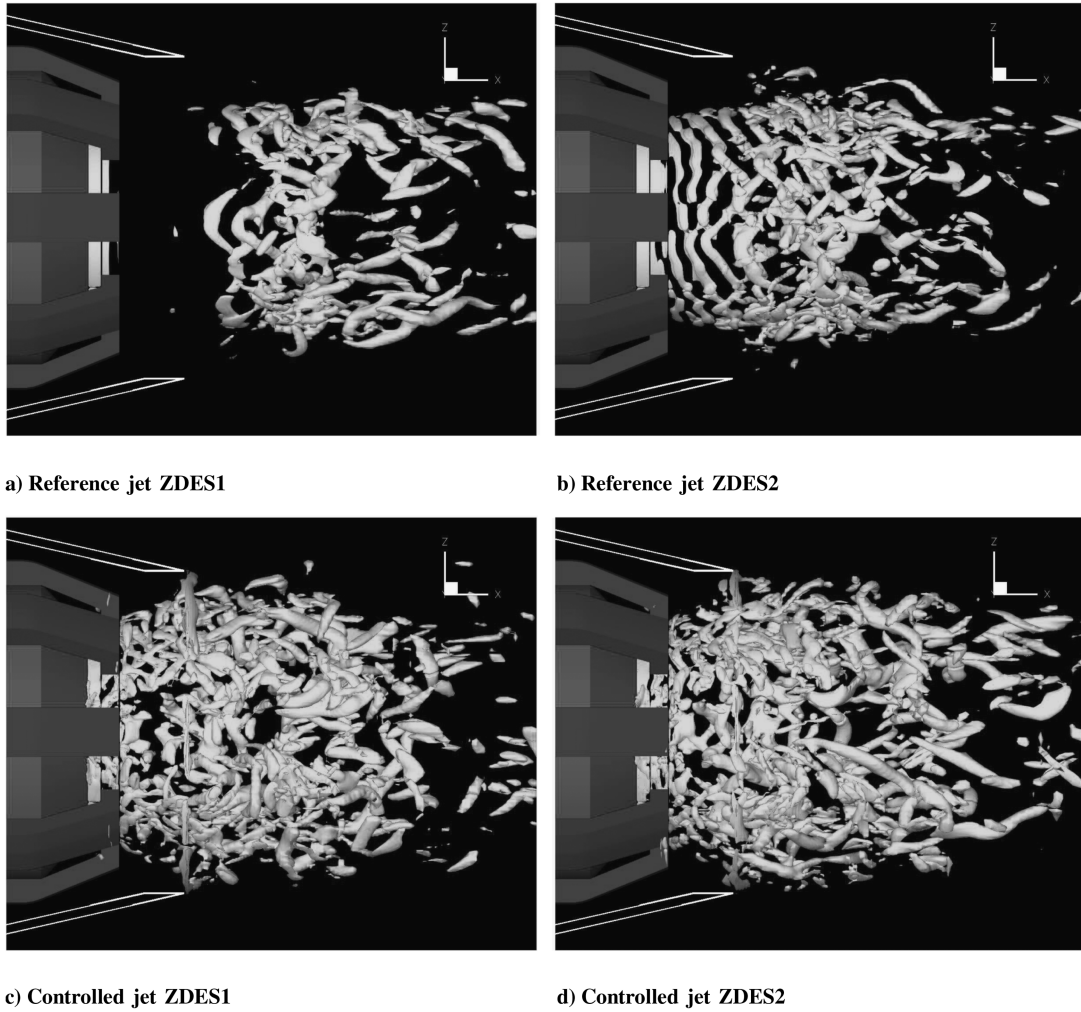 Z
X
Z
X
a) Reference jet ZDES1
b) Reference jet ZDES2
Z
X
Z
X
c) Controlled jet ZDES1
d) Controlled jet ZDES2